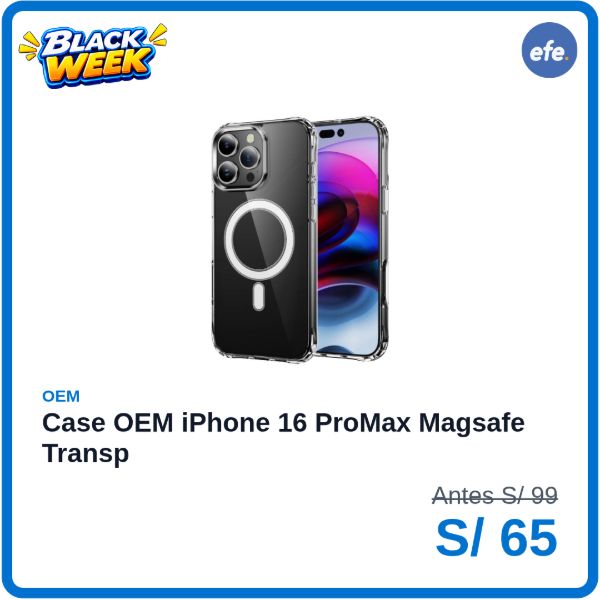 BLACK
WEEK
efe.
OEM
Case OEM iPhone 16 ProMax Magsafe
Transp
Antes S/ 99
S/ 65